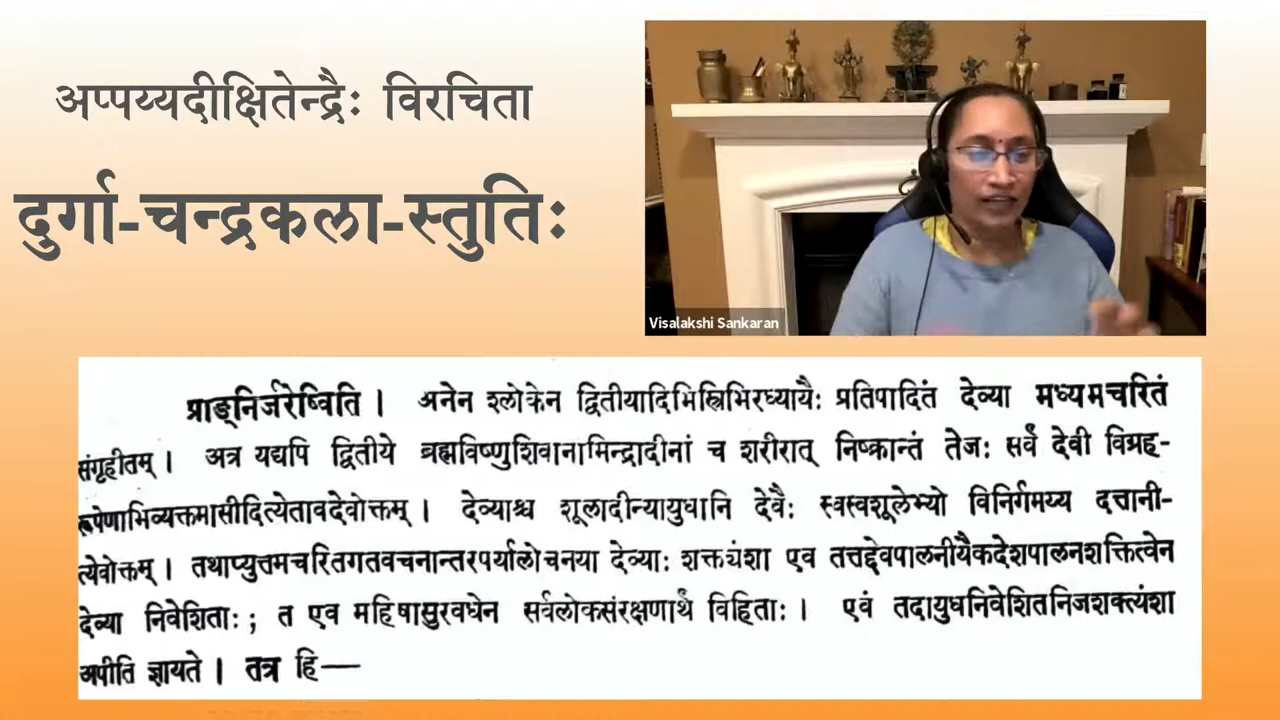 अप्पय्यदीक्षितेन्द्रैः विरचिता
दुर्गा-चन्द्रकला-स्तुतिः
Visalakshi Sankaran
प्राङ्निर्जरेष्विति । अनेन श्लोकेन द्वितीयादिभिस्त्रिभिरध्यायैः प्रतिपादितं देव्या मध्यमचरितं
संगृहीतम् । अत्र यद्यपि द्वितीये ब्रह्मविष्णुशिवानामिन्द्रादीनां च शरीरात् निष्क्रान्तं तेजः सर्वं देवी विग्रह-
रूपेणाभिव्यक्तमासीदित्येतावदेवोक्तम् । देव्याश्च शूलादीन्यायुधानि देवैः स्वस्वशूलेभ्यो विनिर्गमय्य दत्तानी-
त्येवोक्तम् । तथाप्युत्तमचरितगतवचनान्तरपर्यालोचनया देव्याः शक्त्यंशा एव तत्तद्देवपालनीयैकदेशपालनशक्तित्वेन
देव्या निवेशिताः ; त एव महिषासुरवधेन सर्वलोकसंरक्षणार्थं विहिताः । एवं तदायुधनिवेशितनिजशक्त्यंशा
अपीति ज्ञायते । तत्र हि—